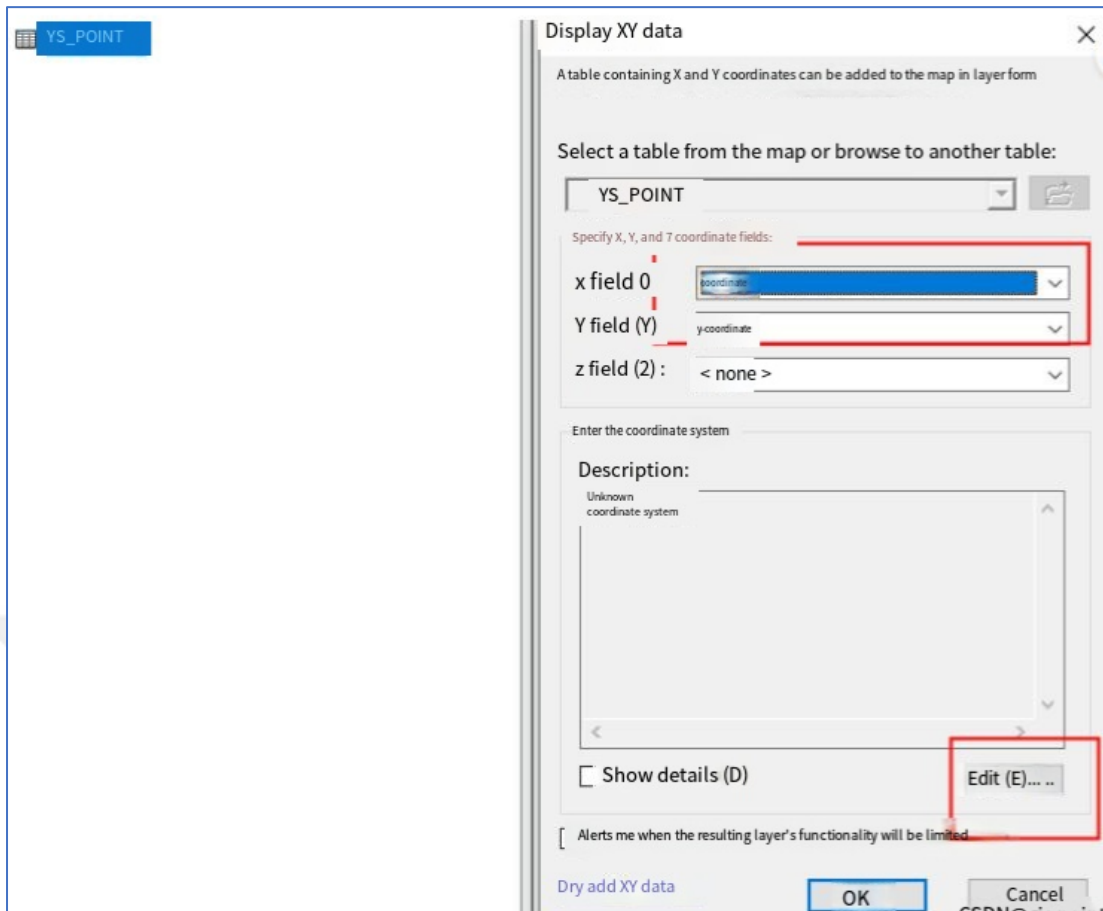 YS_POINT
Display XY data
A table containing X and Y coordinates can be added to the map in layer form
Select a table from the map or browse to another table:
YS_POINT
Specify X, Y, and 7 coordinate fields:
x field 0
coordinate
Y field (Y)
y-coordinate
z field (2) :
< none >
Enter the coordinate system
Description:
Unknown
coordinate system
Show details (D)
Edit (E)... ..
Alerts me when the resulting layer's functionality will be limited
Dry add XY data
OK
Cancel